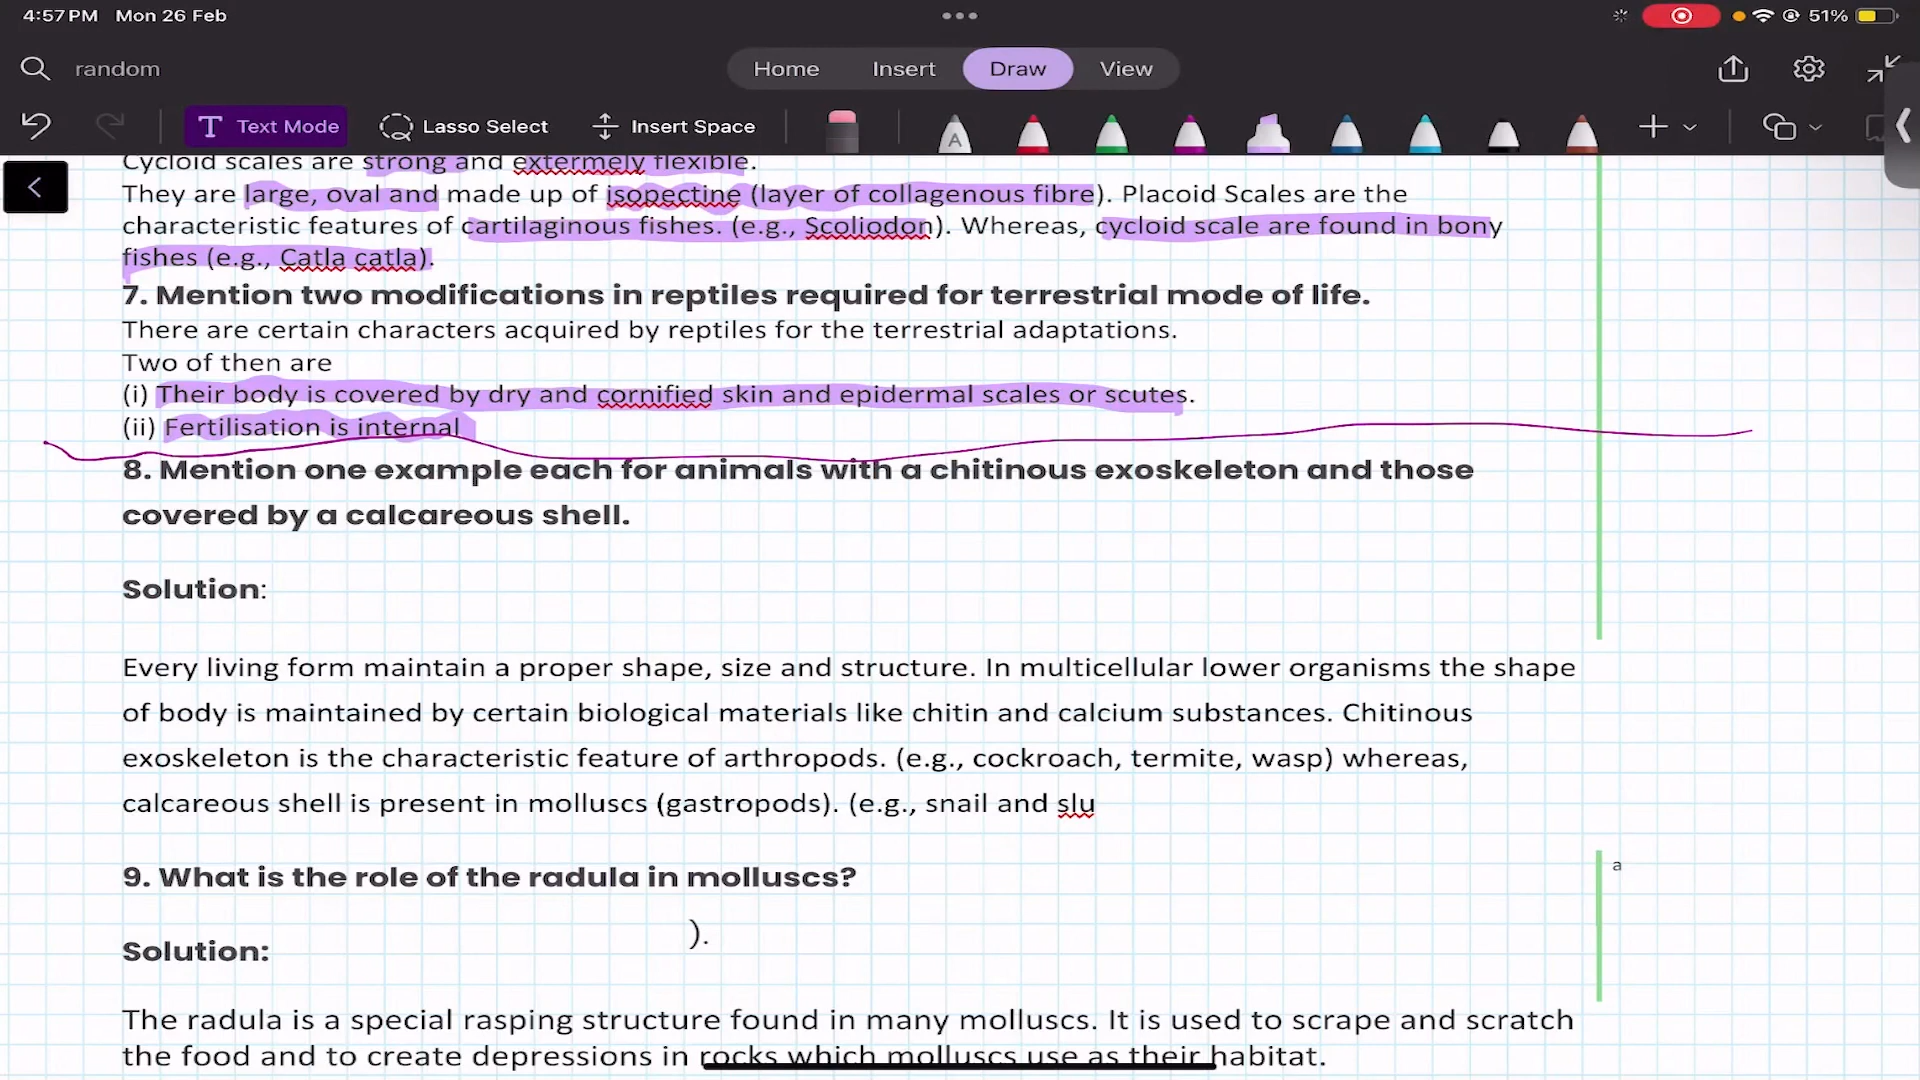 4:57 PM Mon 26 Feb
51%
random
Home Insert Draw View
Text Mode Lasso Select Insert Space
A
Cycloid scales are strong and extermely flexible.
They are large, oval and made up of isopectine (layer of collagenous fibre). Placoid Scales are the
characteristic features of cartilaginous fishes. (e.g., Scoliodon). Whereas, cycloid scale are found in bony
fishes (e.g., Catla catla).
7. Mention two modifications in reptiles required for terrestrial mode of life.
There are certain characters acquired by reptiles for the terrestrial adaptations.
Two of then are
(i) Their body is covered by dry and cornified skin and epidermal scales or scutes.
(ii) Fertilisation is internal
8. Mention one example each for animals with a chitinous exoskeleton and those
covered by a calcareous shell.
Solution:
Every living form maintain a proper shape, size and structure. In multicellular lower organisms the shape
of body is maintained by certain biological materials like chitin and calcium substances. Chitinous
exoskeleton is the characteristic feature of arthropods. (e.g., cockroach, termite, wasp) whereas,
calcareous shell is present in molluscs (gastropods). (e.g., snail and slu
a
9. What is the role of the radula in molluscs?
).
Solution:
The radula is a special rasping structure found in many molluscs. It is used to scrape and scratch
the food and to create depressions in rocks which molluscs use as their habitat.